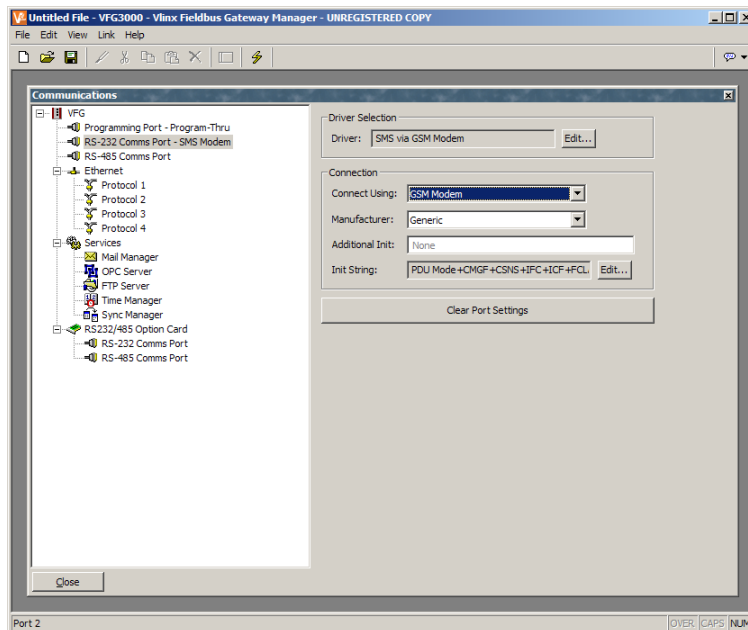 Untitled File - VFG3000 - Vlinx Fieldbus Gateway Manager - UNREGISTERED COPY
File Edit View Link Help
Communications
VFG
Programming Port - Program-Thru
RS-232 Comms Port - SMS Modem
RS-485 Comms Port
Ethernet
Protocol 1
Protocol 2
Protocol 3
Protocol 4
Services
Mail Manager
OPC Server
FTP Server
Time Manager
Sync Manager
RS232/485 Option Card
RS-232 Comms Port
RS-485 Comms Port
Driver Selection
Driver: SMS via GSM Modem Edit...
Connection
Connect Using: GSM Modem
Manufacturer: Generic
Additional Init: None
Init String: PDU Mode+CMGF+CSNS+IFC+ICF+FCL Edit...
Clear Port Settings
Close
Port 2 OVER CAPS NUM